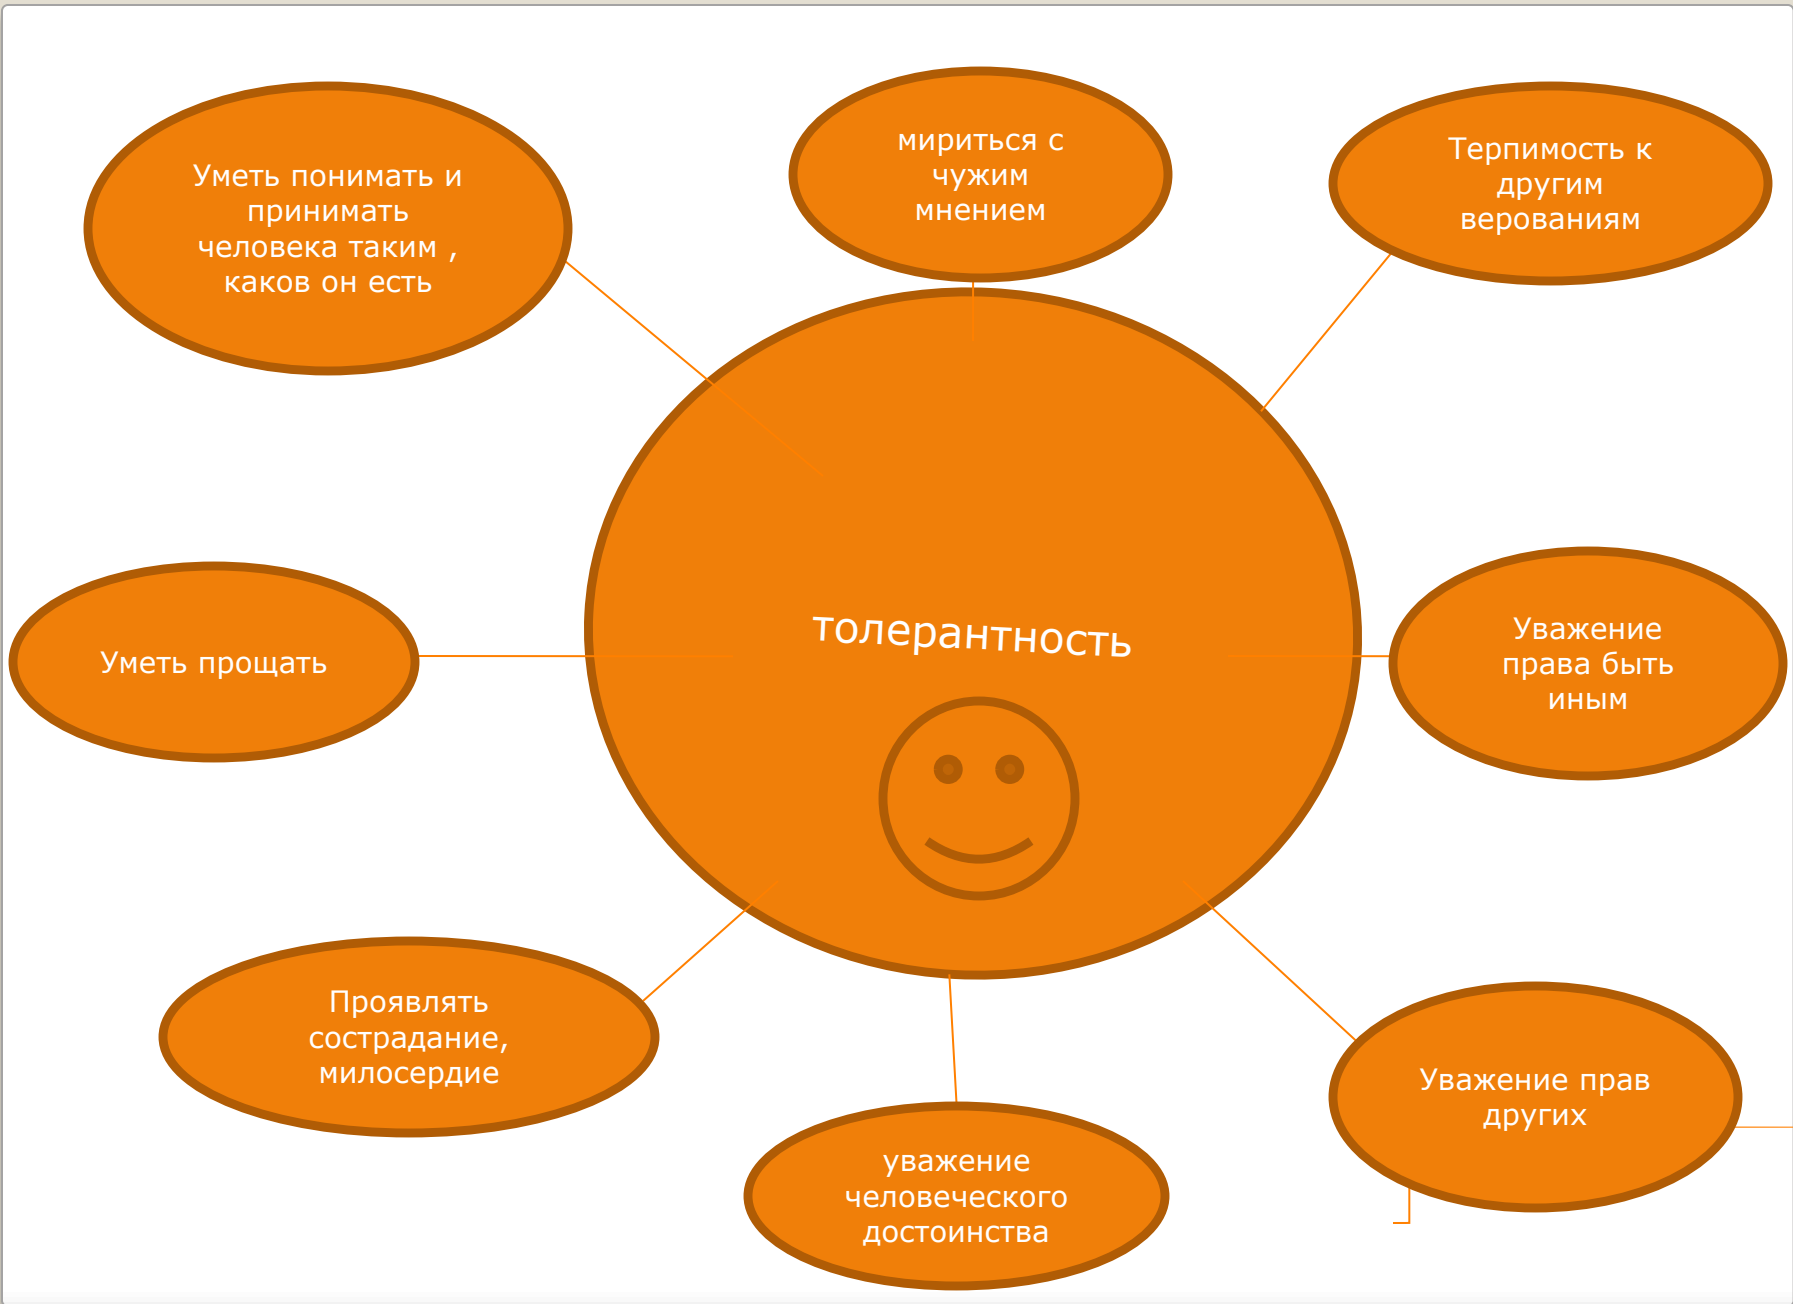 Уметь понимать и
принимать
человека таким ,
каков он есть
мириться с
чужим
мнением
Терпимость к
другим
верованиям
Уметь прощать
толерантность
Уважение
права быть
иным
Проявлять
сострадание,
милосердие
уважение
человеческого
достоинства
Уважение прав
других